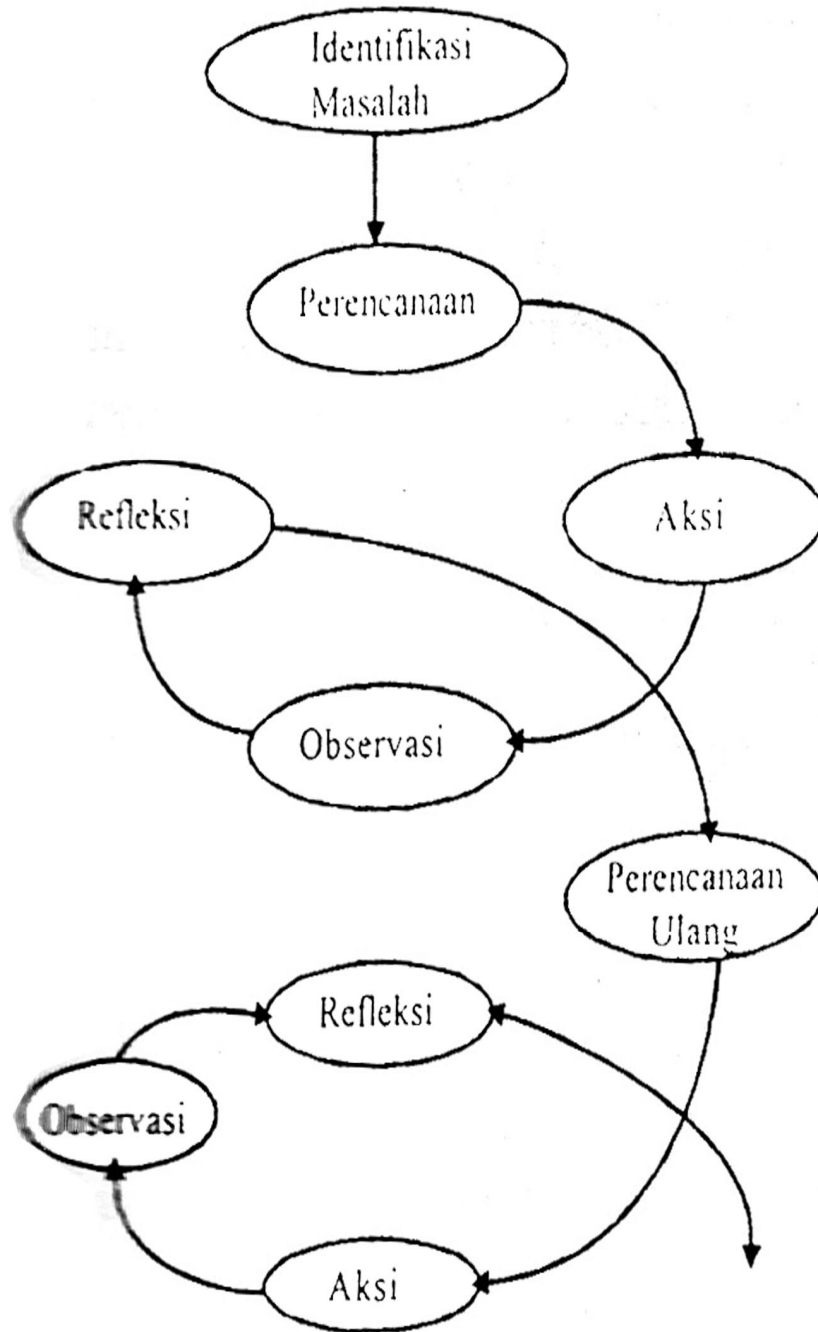 Identifikasi
Masalah
Perencanaan
Aksi
Refleksi
Observasi
Perencanaan
Ulang
Refleksi
Observasi
Aksi